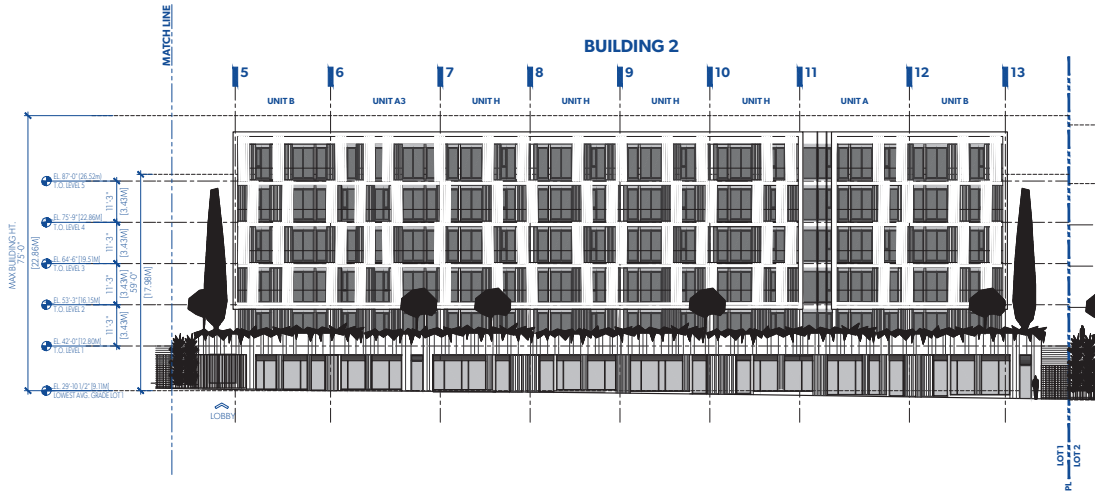 BUILDING 2
MATCH LINE
5
6
7
8
9
10
11
12
13
UNIT B
UNIT A3
UNIT H
UNIT H
UNIT H
UNIT H
UNIT A
UNIT B
MAX BUILDING HT.
75'-0"
[22.86M]
EL 87'-0" [26.52m]
T.O. LEVEL 5
11'-3"
[3.43M]
EL 75'-9" [22.86M]
T.O. LEVEL 4
11'-3"
[3.43M]
EL 64'-6" [19.51M]
T.O. LEVEL 3
11'-3"
[3.43M]
59'-0"
[17.98M]
EL 53'-3" [16.15M]
T.O. LEVEL 2
11'-3"
[3.43M]
EL 42'-0" [12.80M]
T.O. LEVEL 1
EL 29'-10 1/2" [9.11M]
LOWEST AVG. GRADE LOT 1
LOBBY
LOT 1
LOT 2
PL